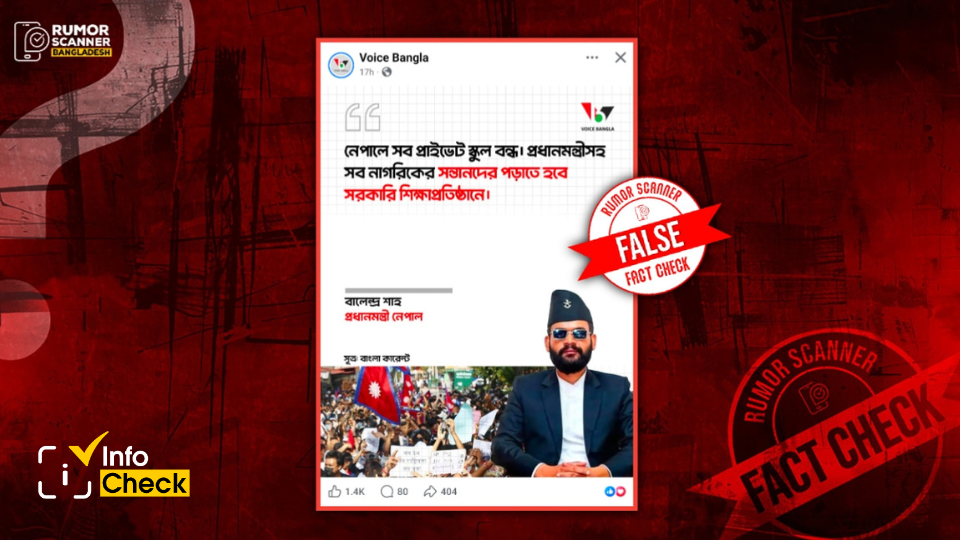 RUMOR
SCANNER
BANGLADESH
Voice Bangla
17h
VOICE BANGLA
নেপালে সব প্রাইভেট স্কুল বন্ধ। প্রধানমন্ত্রীসহ
সব নাগরিকের সন্তানদের পড়াতে হবে
সরকারি শিক্ষাপ্রতিষ্ঠানে।
RUMOR SCANNER
FALSE
FACT CHECK
বালেন্দ্র শাহ
প্রধানমন্ত্রী নেপাল
সূত্র: বাংলা কারেন্ট
1.4K 80 404
Info
Check
RUMOR SCANNER
FACT CHECK